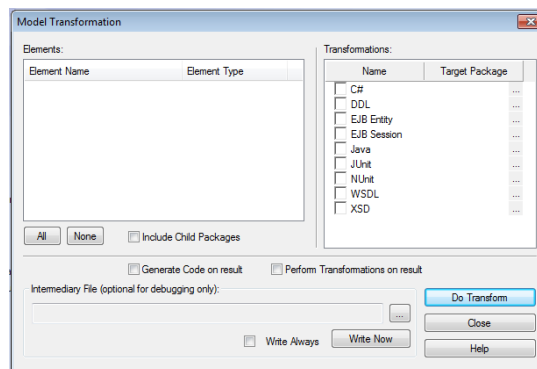 Model Transformation
Elements:
Element Name Element Type
All None Include Child Packages
Transformations:
Name Target Package
C# ...
DDL ...
EJB Entity ...
EJB Session ...
Java ...
JUnit ...
NUnit ...
WSDL ...
XSD ...
Generate Code on result Perform Transformations on result
Intermediary File (optional for debugging only):
...
Write Always Write Now
Do Transform
Close
Help